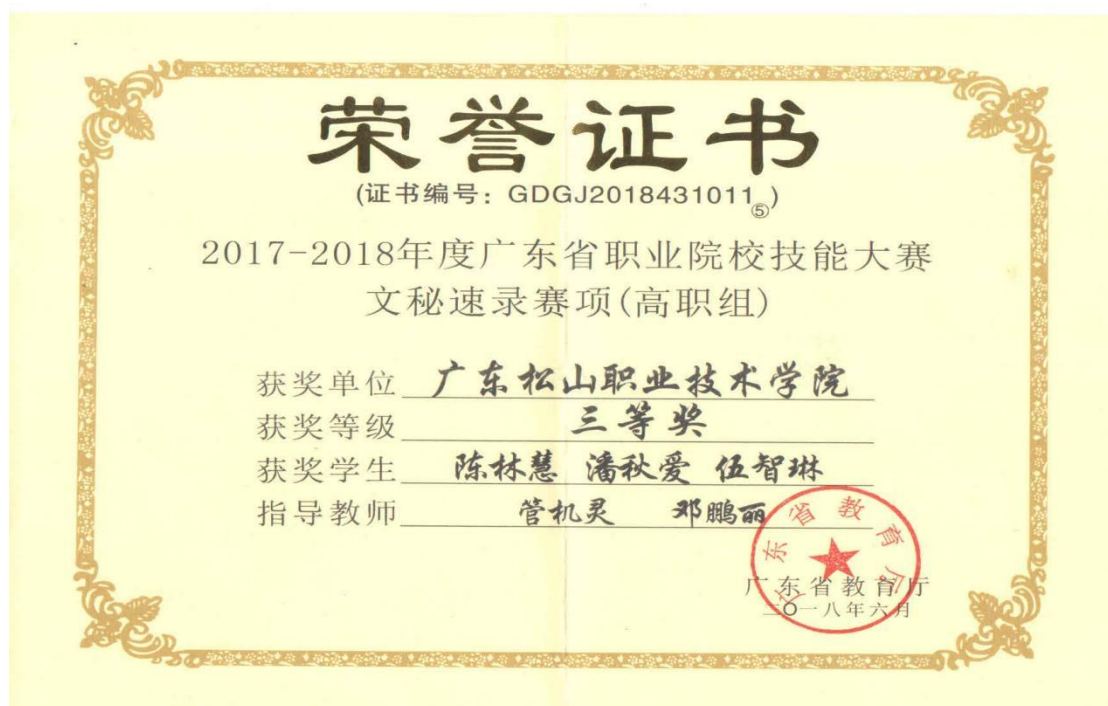 荣誉证书
(证书编号：GDGJ2018431011⑤)
2017-2018年度广东省职业院校技能大赛
文秘速录赛项(高职组)
获奖单位 广东松山职业技术学院
获奖等级 三等奖
获奖学生 陈林慧 潘秋爱 伍智琳
指导教师 管机灵 邓鹏丽
广东省教育厅
广东省教育厅
二〇一八年六月